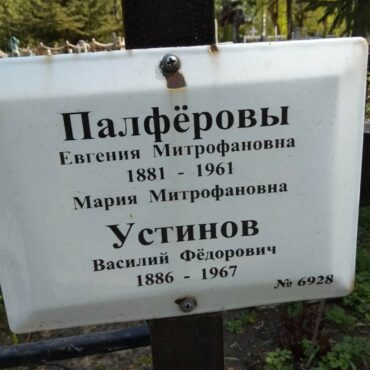 Палфёровы
Евгения Митрофановна
1881 - 1961
Мария Митрофановна
Устинов
Василий Фёдорович
1886 - 1967
№ 6928